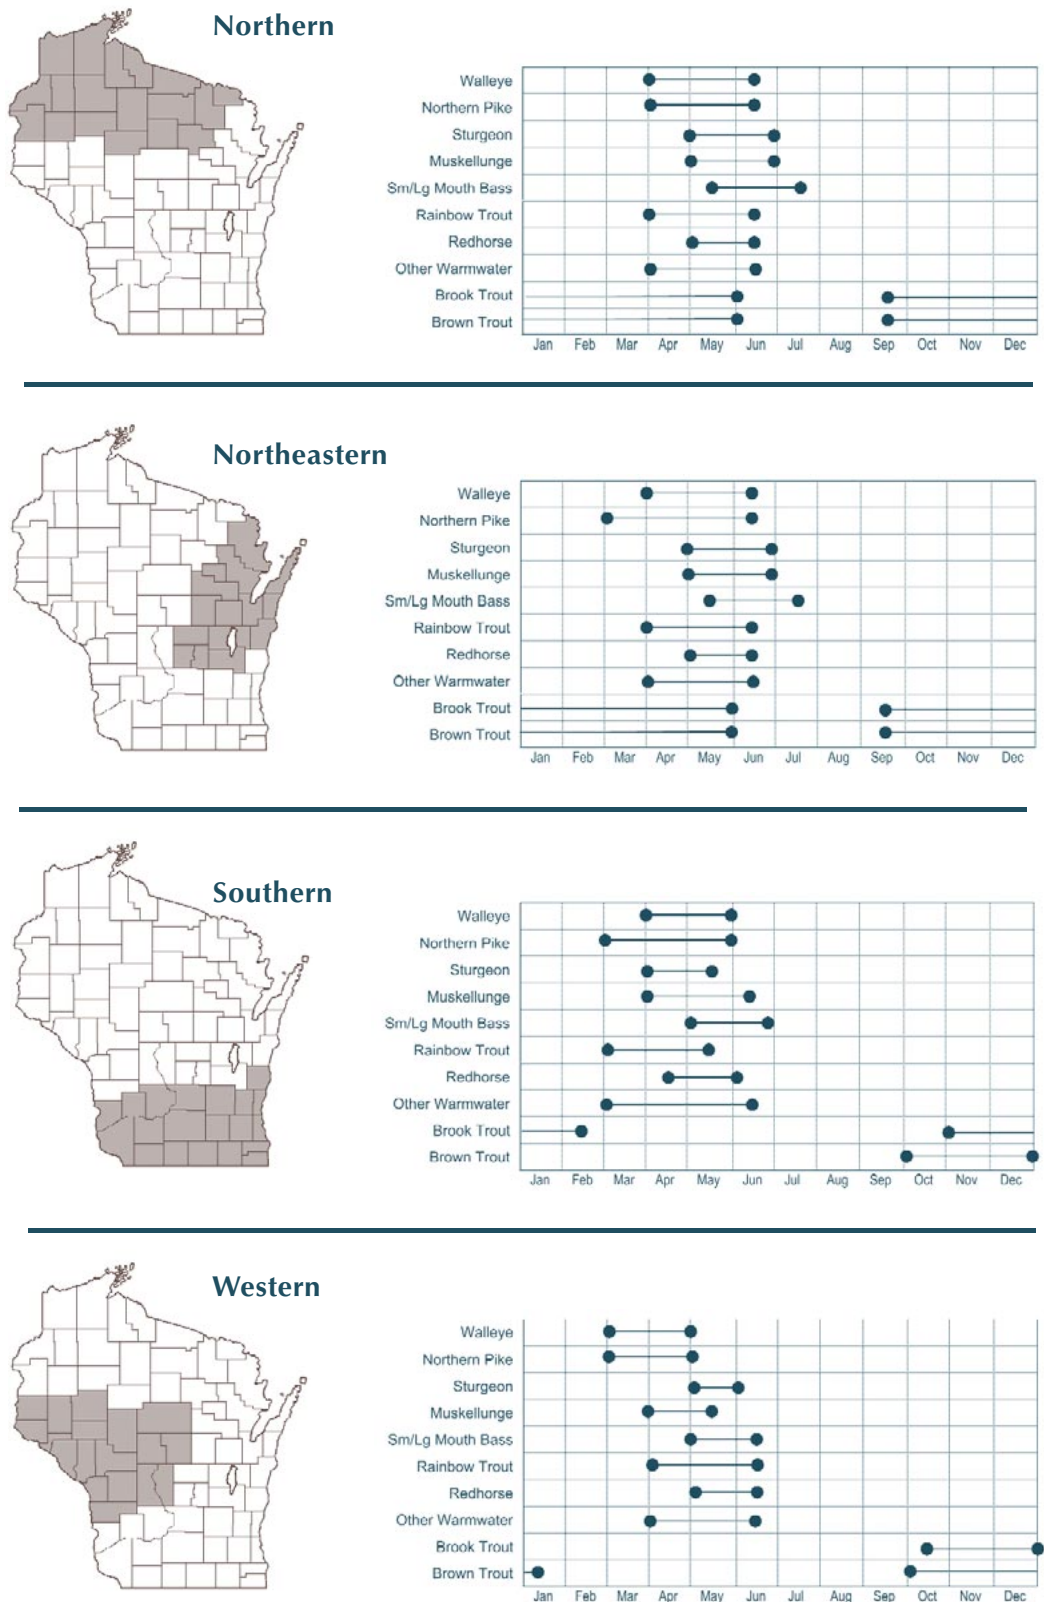 Northern
Walleye
Northern Pike
Sturgeon
Muskellunge
Sm/Lg Mouth Bass
Rainbow Trout
Redhorse
Other Warmwater
Brook Trout
Brown Trout
Jan Feb Mar Apr May Jun Jul Aug Sep Oct Nov Dec
Northeastern
Walleye
Northern Pike
Sturgeon
Muskellunge
Sm/Lg Mouth Bass
Rainbow Trout
Redhorse
Other Warmwater
Brook Trout
Brown Trout
Jan Feb Mar Apr May Jun Jul Aug Sep Oct Nov Dec
Southern
Walleye
Northern Pike
Sturgeon
Muskellunge
Sm/Lg Mouth Bass
Rainbow Trout
Redhorse
Other Warmwater
Brook Trout
Brown Trout
Jan Feb Mar Apr May Jun Jul Aug Sep Oct Nov Dec
Western
Walleye
Northern Pike
Sturgeon
Muskellunge
Sm/Lg Mouth Bass
Rainbow Trout
Redhorse
Other Warmwater
Brook Trout
Brown Trout
Jan Feb Mar Apr May Jun Jul Aug Sep Oct Nov Dec